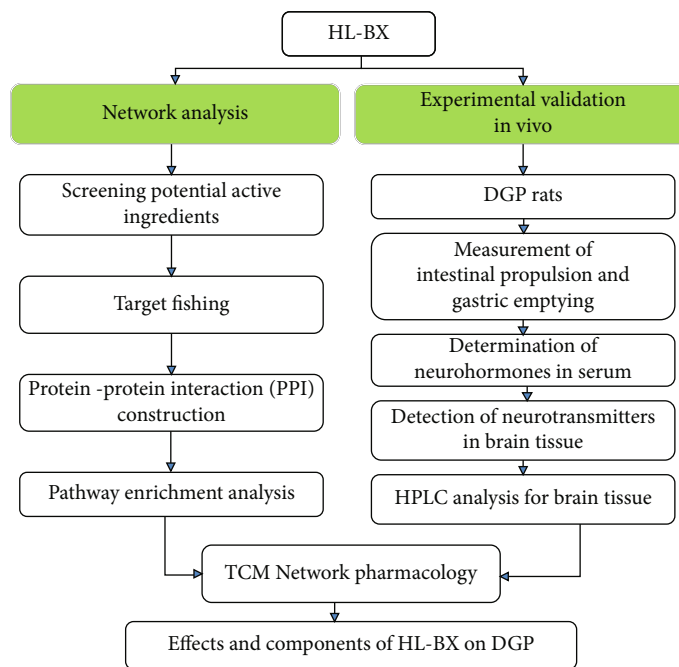 HL-BX
Network analysis
Experimental validation
in vivo
Screening potential active
ingredients
Target fishing
Protein -protein interaction (PPI)
construction
Pathway enrichment analysis
DGP rats
Measurement of
intestinal propulsion and
gastric emptying
Determination of
neurohormones in serum
Detection of neurotransmitters
in brain tissue
HPLC analysis for brain tissue
TCM Network pharmacology
Effects and components of HL-BX on DGP